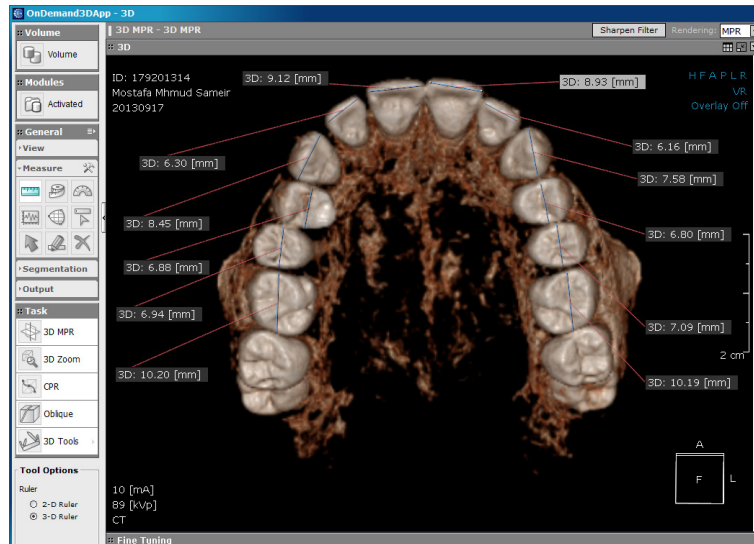 OnDemand3DApp - 3D
Volume
Volume
Modules
Activated
General
View
Measure
Segmentation
Output
Task
3D MPR
3D Zoom
CPR
Oblique
3D Tools
Tool Options
Ruler
2-D Ruler
3-D Ruler
3D MPR - 3D MPR
Sharpen Filter
Rendering:
MPR
3D
ID: 179201314
Mostafa Mhmud Sameir
20130917
H F A P L R
VR
Overlay Off
3D: 9.12 [mm]
3D: 8.93 [mm]
3D: 6.30 [mm]
3D: 6.16 [mm]
3D: 7.58 [mm]
3D: 8.45 [mm]
3D: 6.80 [mm]
3D: 6.88 [mm]
3D: 6.94 [mm]
3D: 7.09 [mm]
2 cm
3D: 10.20 [mm]
3D: 10.19 [mm]
A
F
L
10 [mA]
89 [kVp]
CT
Fine Tuning